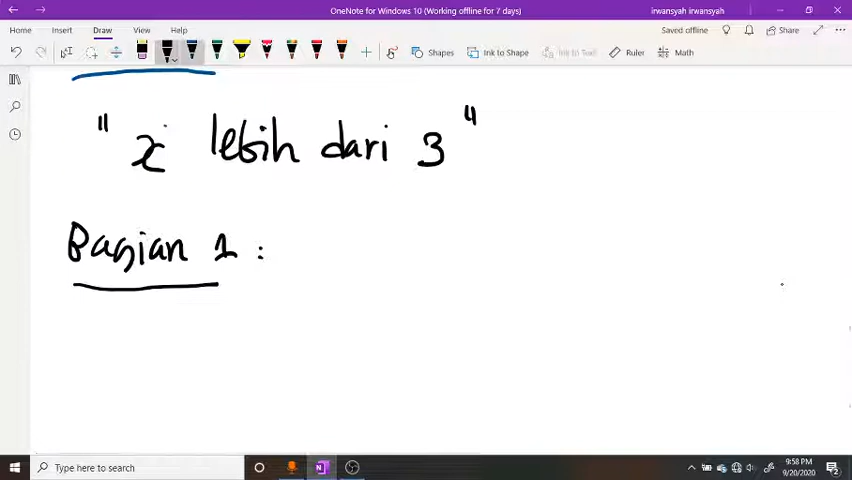 OneNote for Windows 10 (Working offline for 7 days)
irwansyah irwansyah
Home Insert Draw View Help
Saved offline Share
Shapes Ink to Shape Ink to Text Ruler Math
" x lebih dari 3 "
Bagian 1 :
Type here to search
9:58 PM
9/20/2020
2